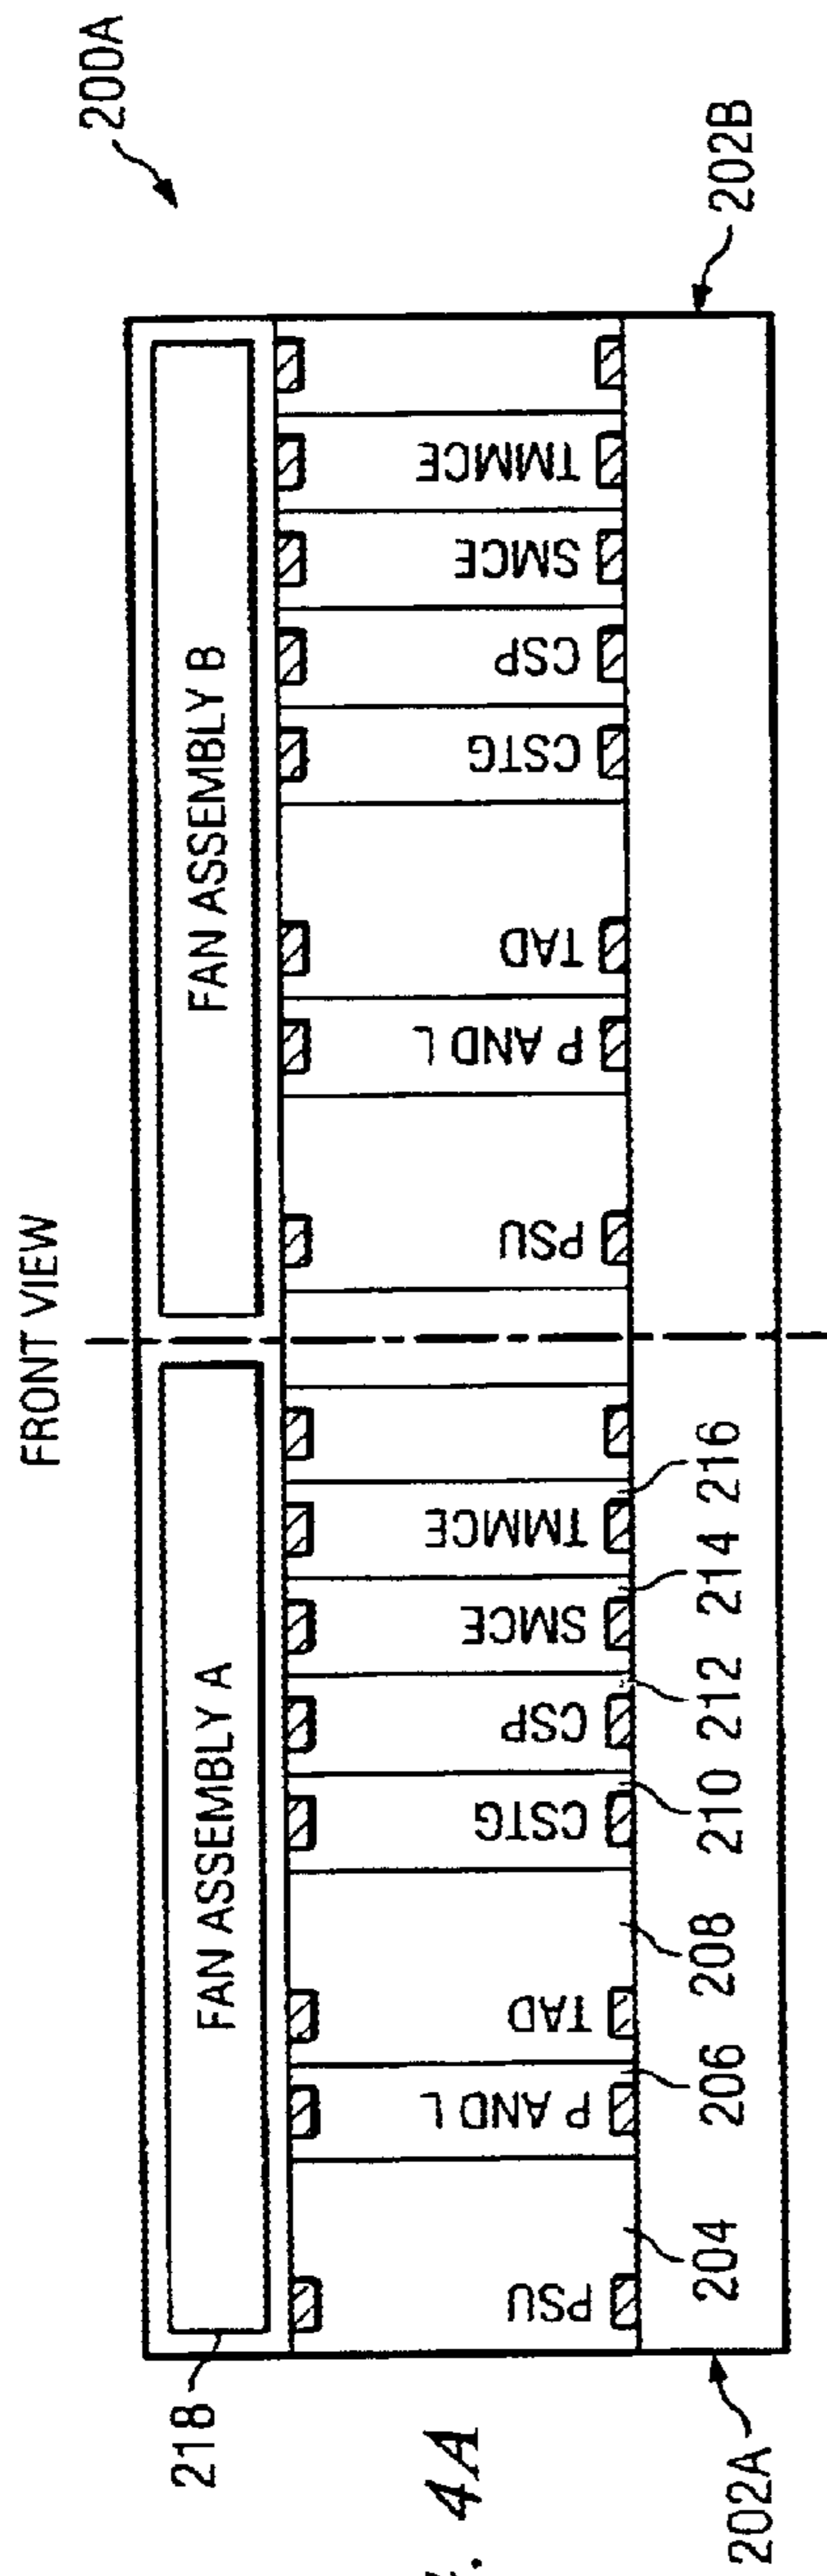 FRONT VIEW
200A
FAN ASSEMBLY A
FAN ASSEMBLY B
218
PSU
P AND L
TAD
CSTG
CSP
SMCE
TMMCE
PSU
P AND L
TAD
CSTG
CSP
SMCE
TMMCE
204
206
208
210
212
214
216
202A
202B
4A